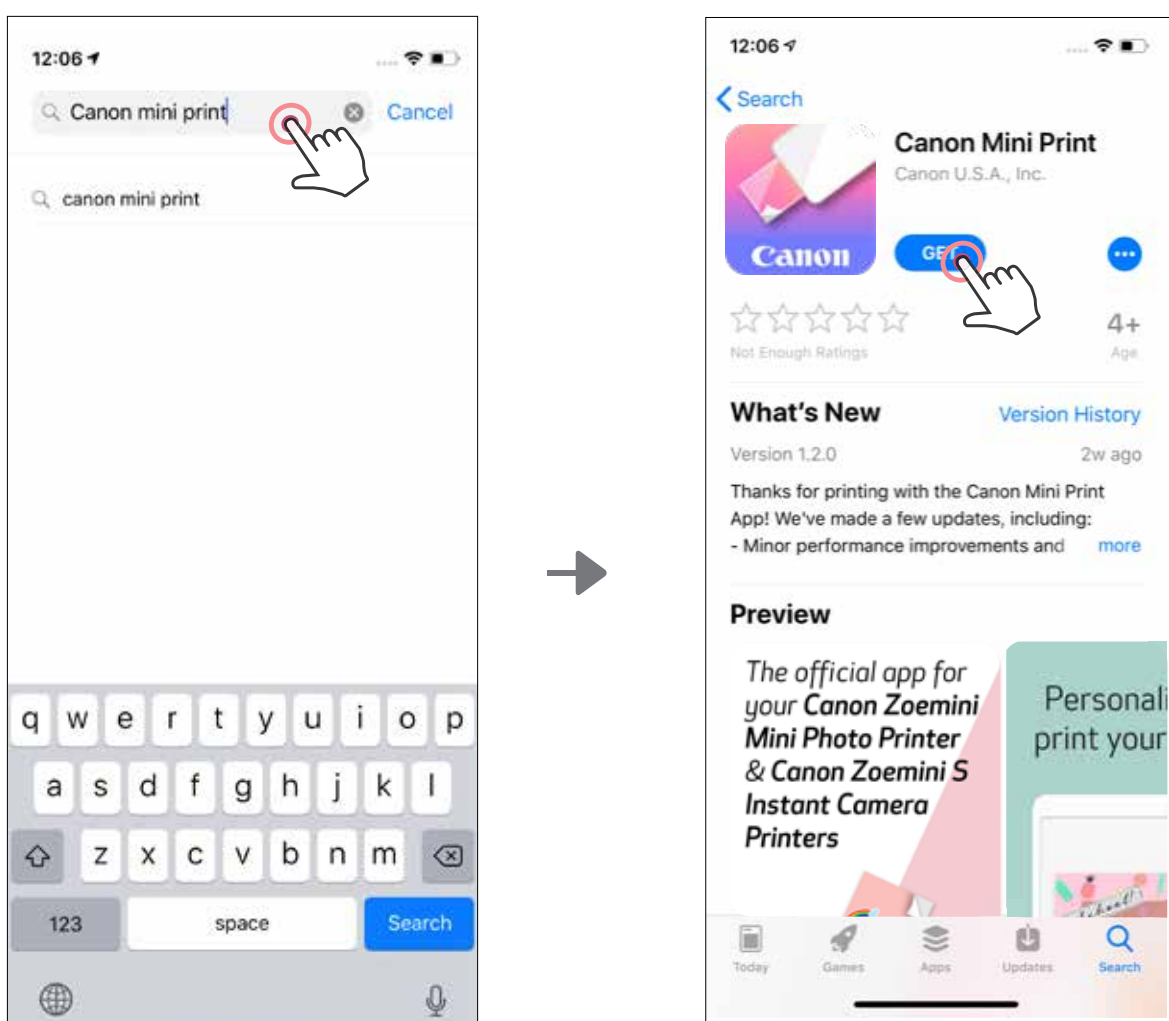 12:06
Canon mini print
Cancel
canon mini print
q w e r t y u i o p
a s d f g h j k l
z x c v b n m
123
space
Search
12:06
Search
Canon Mini Print
Canon U.S.A., Inc.
Canon
GET
4+
Not Enough Ratings
Age
What's New
Version History
Version 1.2.0
2w ago
Thanks for printing with the Canon Mini Print
App! We've made a few updates, including:
- Minor performance improvements and
more
Preview
The official app for
your Canon Zoemini
Mini Photo Printer
& Canon Zoemini S
Instant Camera
Printers
Personali
print your
Today
Games
Apps
Updates
Search